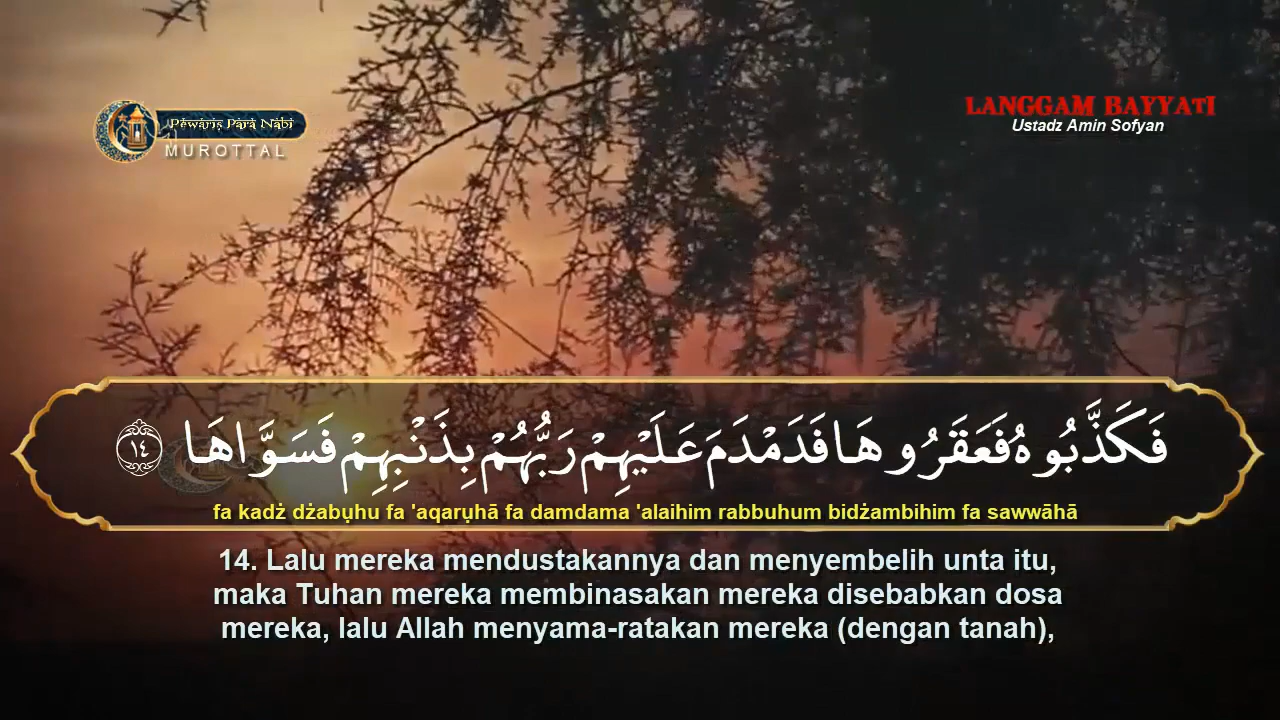 Pewaris Para Nabi
MUROTTAL
LANGGAM BAYYATI
Ustadz Amin Sofyan
فَكَذَّبُوهُ فَعَقَرُوهَا فَدَمْدَمَ عَلَيْهِمْ رَبُّهُمْ بِذَنْبِهِمْ فَسَوَّاهَا ١٤
fa kadż dżabụhu fa 'aqarụhā fa damdama 'alaihim rabbuhum bidżambihim fa sawwāhā
14. Lalu mereka mendustakannya dan menyembelih unta itu,
maka Tuhan mereka membinasakan mereka disebabkan dosa
mereka, lalu Allah menyama-ratakan mereka (dengan tanah),